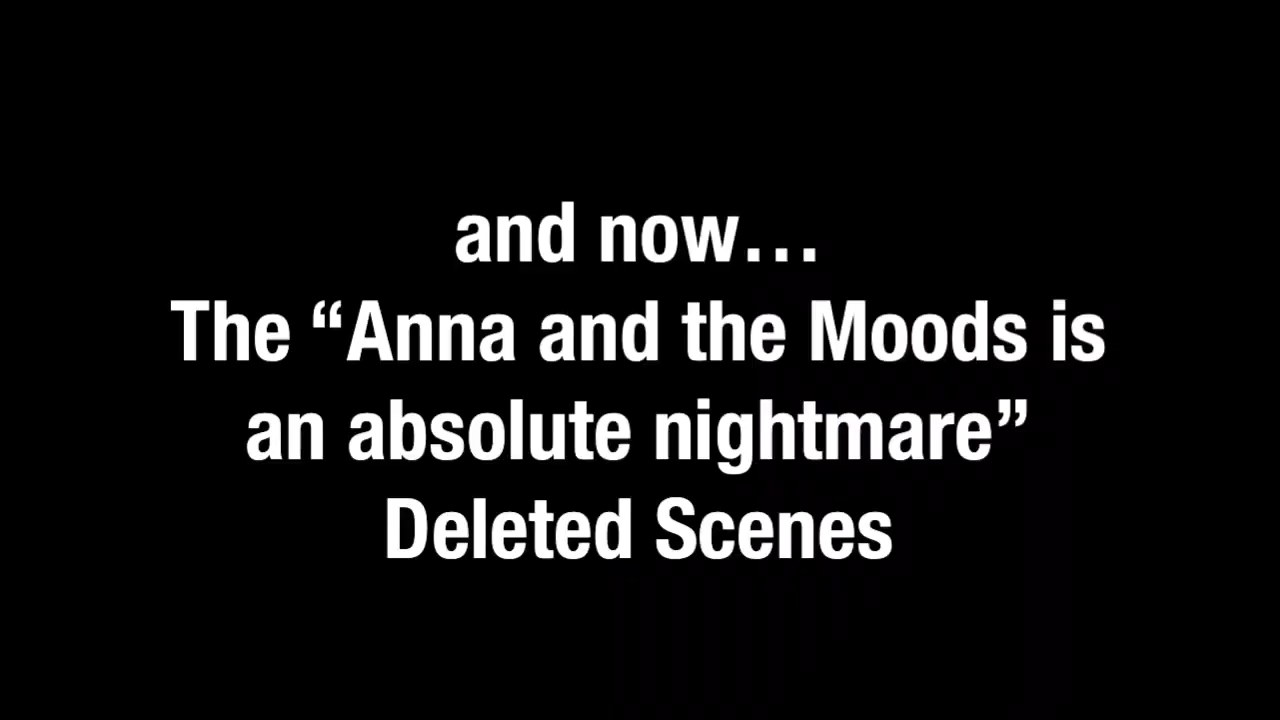 and now…
The “Anna and the Moods is
an absolute nightmare”
Deleted Scenes